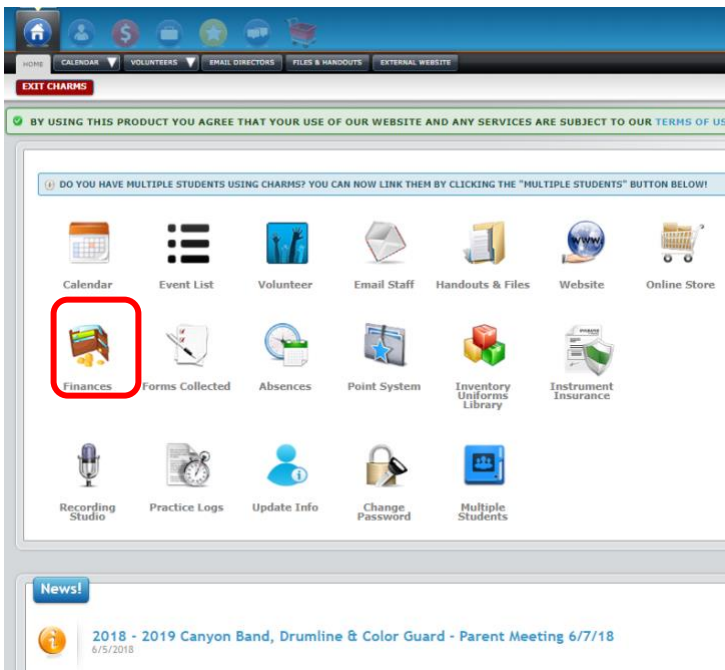 HOME CALENDAR VOLUNTEERS EMAIL DIRECTORS FILES & HANDOUTS EXTERNAL WEBSITE
EXIT CHARMS
BY USING THIS PRODUCT YOU AGREE THAT YOUR USE OF OUR WEBSITE AND ANY SERVICES ARE SUBJECT TO OUR TERMS OF US
DO YOU HAVE MULTIPLE STUDENTS USING CHARMS? YOU CAN NOW LINK THEM BY CLICKING THE "MULTIPLE STUDENTS" BUTTON BELOW!
www.
Calendar Event List Volunteer Email Staff Handouts & Files Website Online Store
Finances Forms Collected Absences Point System Inventory Instrument
Uniforms Insurance
Library
Recording Practice Logs Update Info Change Multiple
Studio Password Students
News!
2018 - 2019 Canyon Band, Drumline & Color Guard - Parent Meeting 6/7/18
6/5/2018